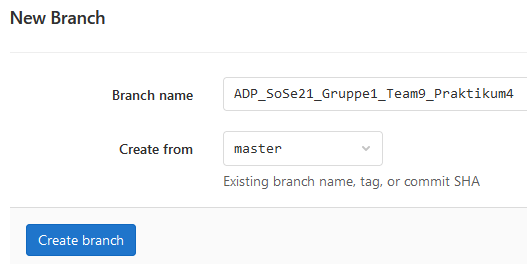 New Branch
Branch name ADP_SoSe21_Gruppe1_Team9_Praktikum4
Create from master
Existing branch name, tag, or commit SHA
Create branch